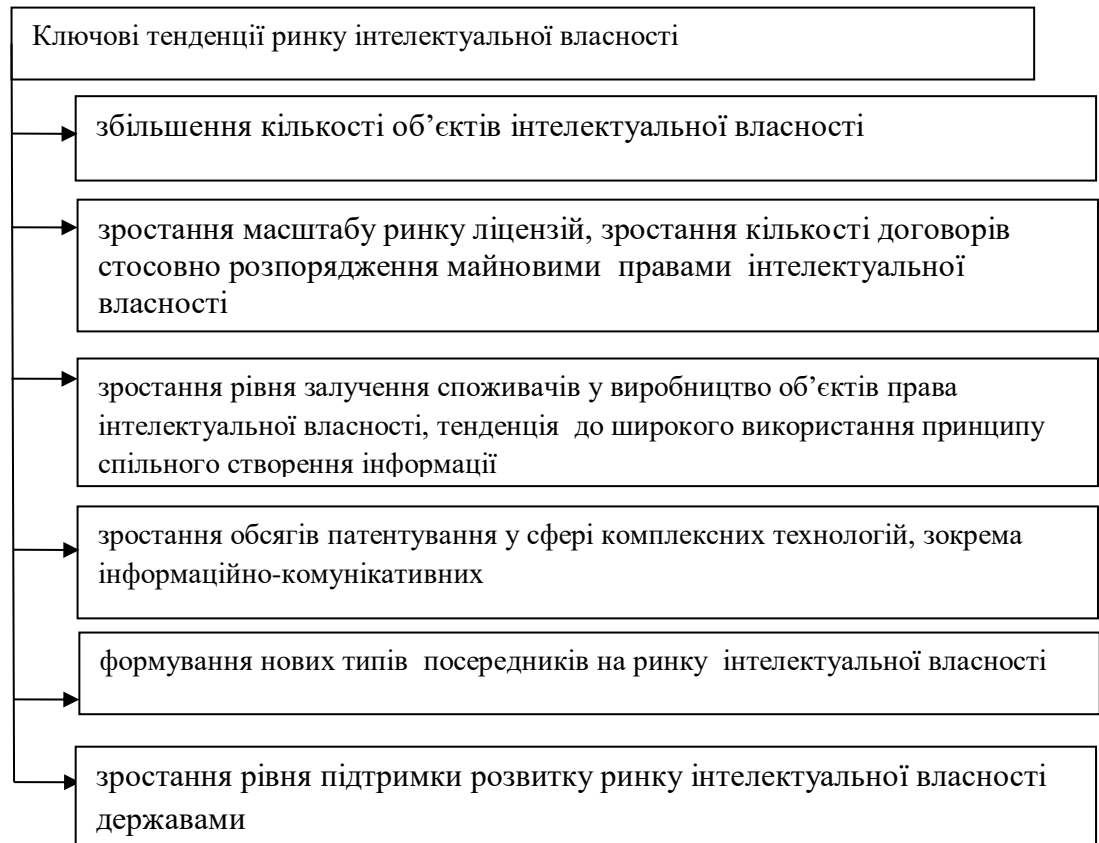 Ключові тенденції ринку інтелектуальної власності
збільшення кількості об’єктів інтелектуальної власності
зростання масштабу ринку ліцензій, зростання кількості договорів
стосовно розпорядження майновими правами інтелектуальної
власності
зростання рівня залучення споживачів у виробництво об’єктів права
інтелектуальної власності, тенденція до широкого використання принципу
спільного створення інформації
зростання обсягів патентування у сфері комплексних технологій, зокрема
інформаційно-комунікативних
формування нових типів посередників на ринку інтелектуальної власності
зростання рівня підтримки розвитку ринку інтелектуальної власності
державами